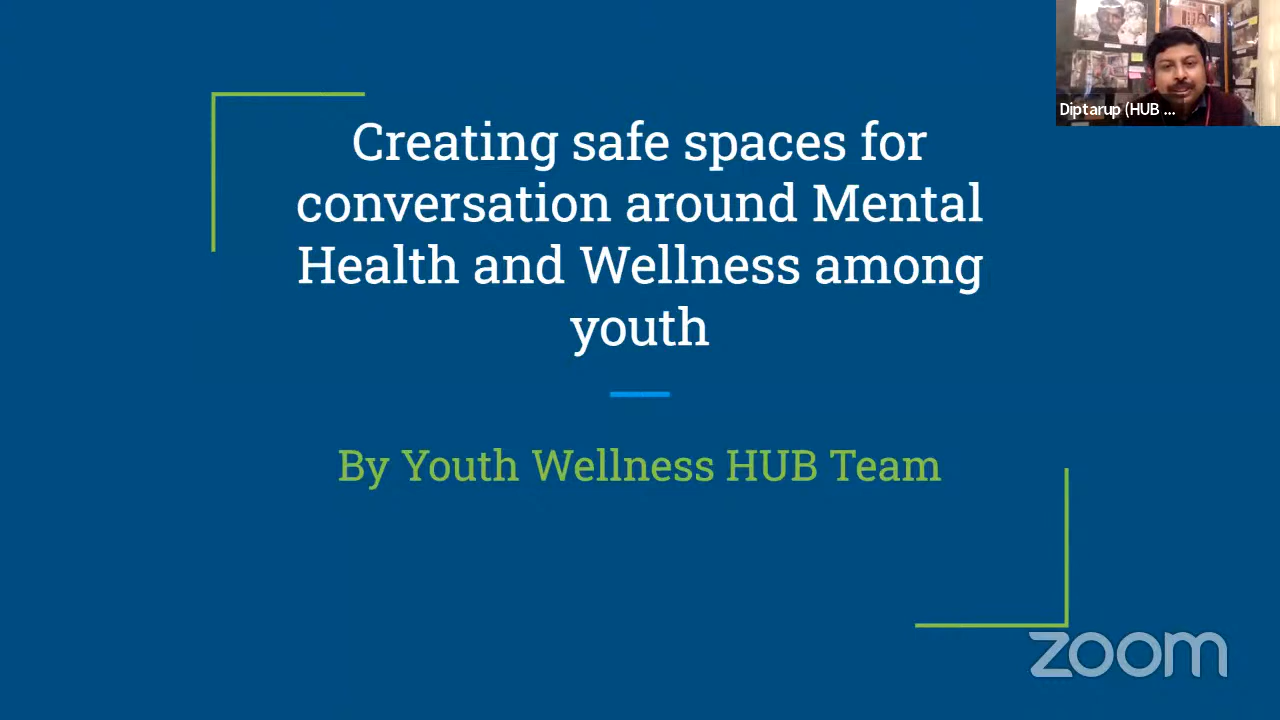 Creating safe spaces for
conversation around Mental
Health and Wellness among
youth
By Youth Wellness HUB Team
Diptarup (HUB ...
zoom